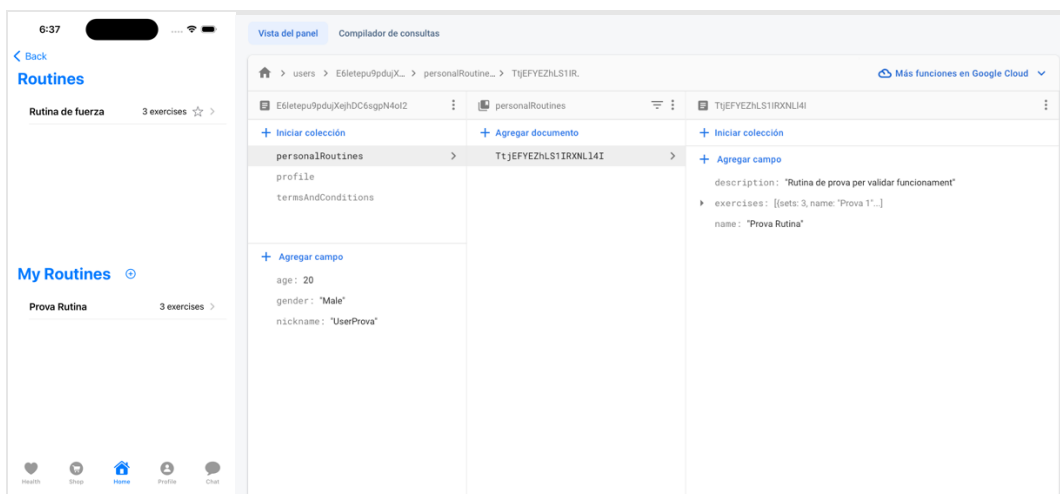 6:37
Back
Routines
Rutina de fuerza 3 exercises
My Routines
Prova Rutina 3 exercises
Health Shop Home Profile Chat
Vista del panel Compilador de consultas
> users > E6letepu9pdujX… > personalRoutine… > TtjEFYEZhLS1IR.
Más funciones en Google Cloud
E6letepu9pdujXejhDC6sgpN4oI2
+ Iniciar colección
personalRoutines >
profile
termsAndConditions
+ Agregar campo
age: 20
gender: "Male"
nickname: "UserProva"
personalRoutines
+ Agregar documento
TtjEFYEZhLS1IRXNLl4I >
TtjEFYEZhLS1IRXNLl4I
+ Iniciar colección
+ Agregar campo
description: "Rutina de prova per validar funcionament"
exercises: [{sets: 3, name: "Prova 1"...]
name: "Prova Rutina"